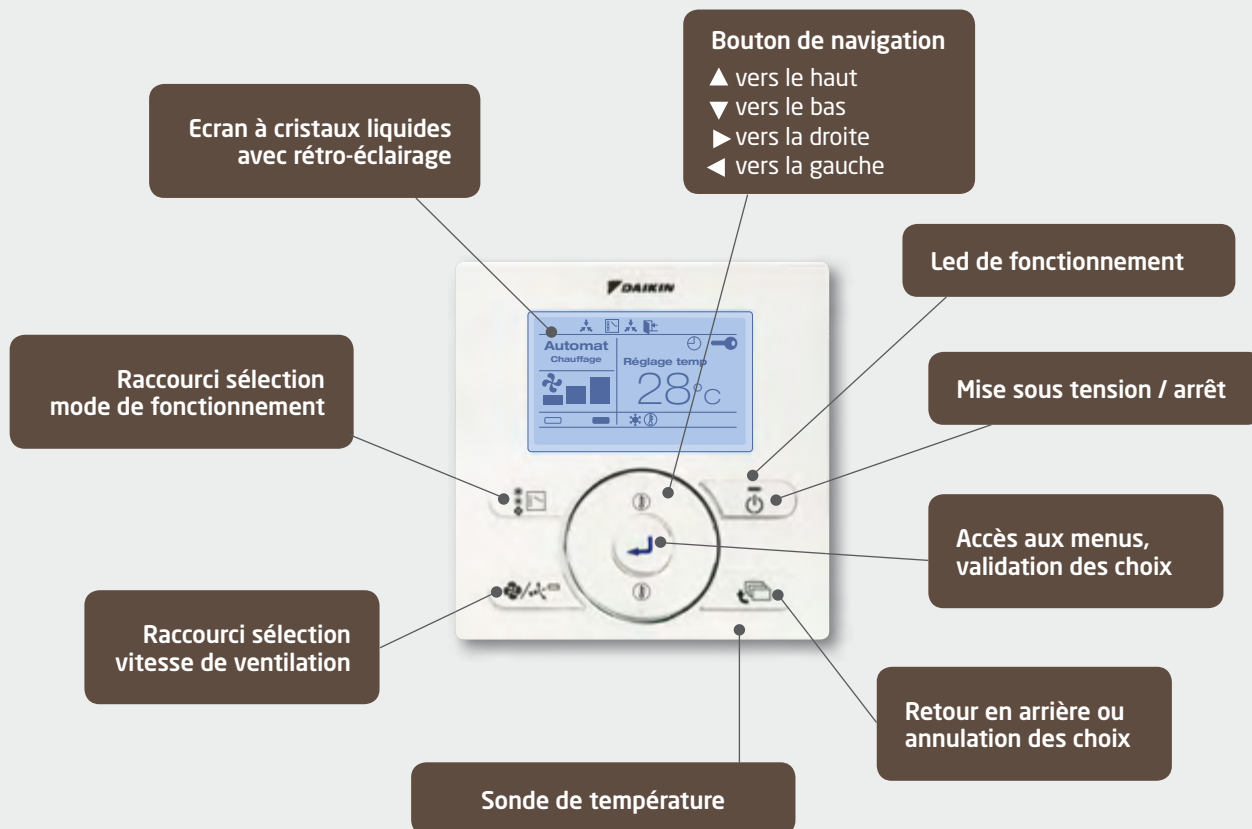 Bouton de navigation
▲ vers le haut
▼ vers le bas
▶ vers la droite
◀ vers la gauche
Ecran à cristaux liquides
avec rétro-éclairage
Led de fonctionnement
DAIKIN
Automat
Chauffage
Réglage temp
28°C
Raccourci sélection
mode de fonctionnement
Mise sous tension / arrêt
Accès aux menus,
validation des choix
Raccourci sélection
vitesse de ventilation
Retour en arrière ou
annulation des choix
Sonde de température